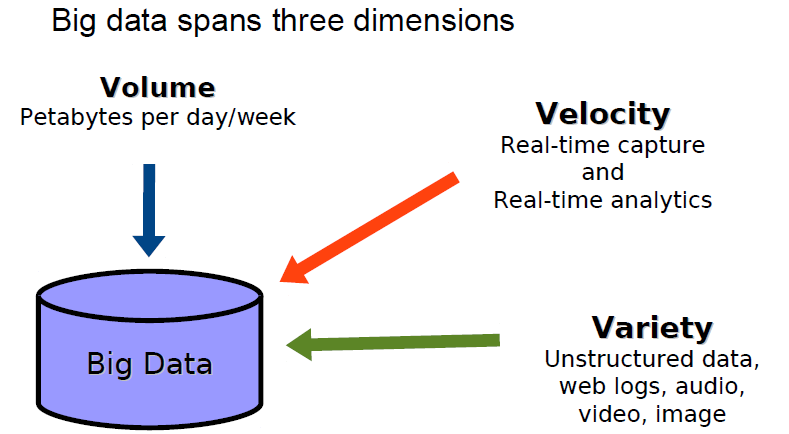 Big data spans three dimensions
Volume
Petabytes per day/week
Velocity
Real-time capture
and
Real-time analytics
Big Data
Variety
Unstructured data,
web logs, audio,
video, image